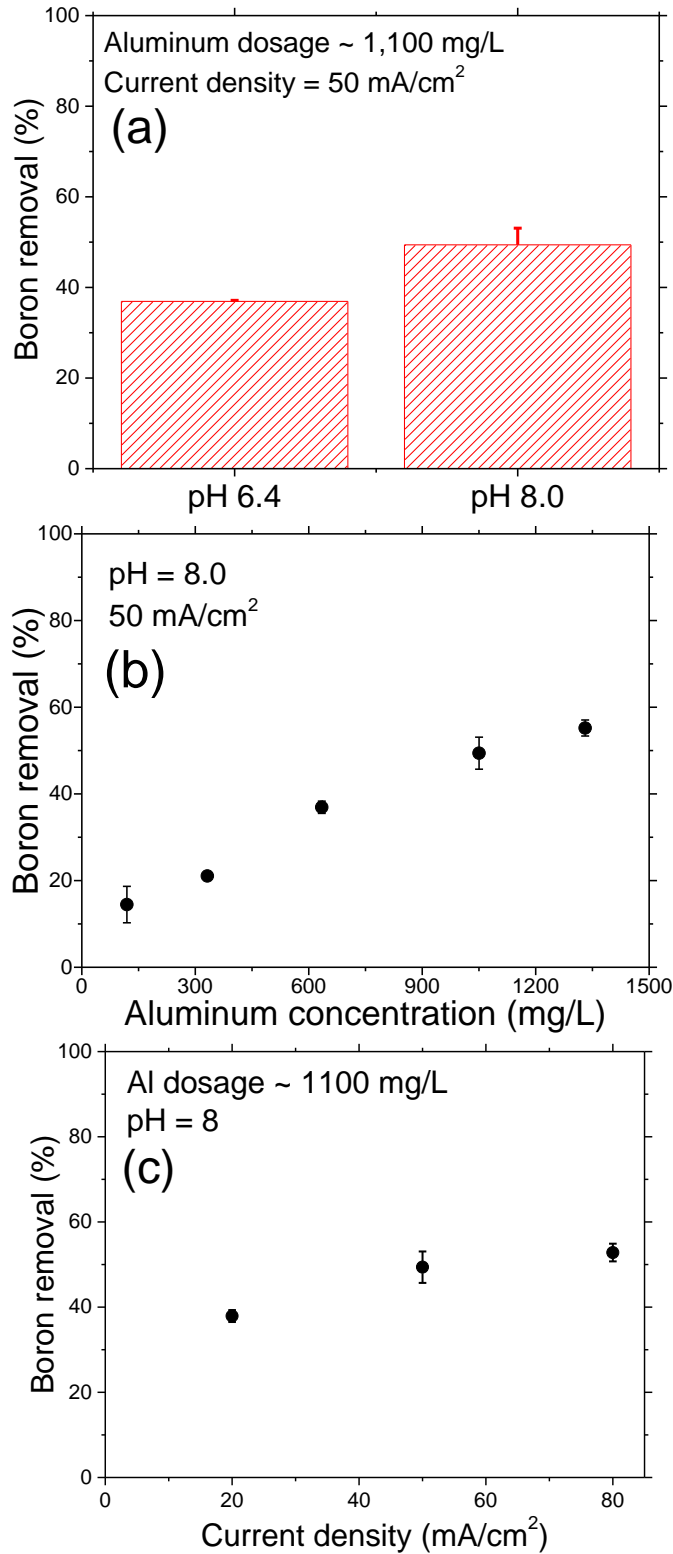 100
80
60
40
20
0
Boron removal (%)
Aluminum dosage ~ 1,100 mg/L
Current density = 50 mA/cm²
(a)
pH 6.4 pH 8.0
100
80
60
40
20
0
Boron removal (%)
pH = 8.0
50 mA/cm²
(b)
0 300 600 900 1200 1500
Aluminum concentration (mg/L)
100
80
60
40
20
0
Boron removal (%)
Al dosage ~ 1100 mg/L
pH = 8
(c)
0 20 40 60 80
Current density (mA/cm²)